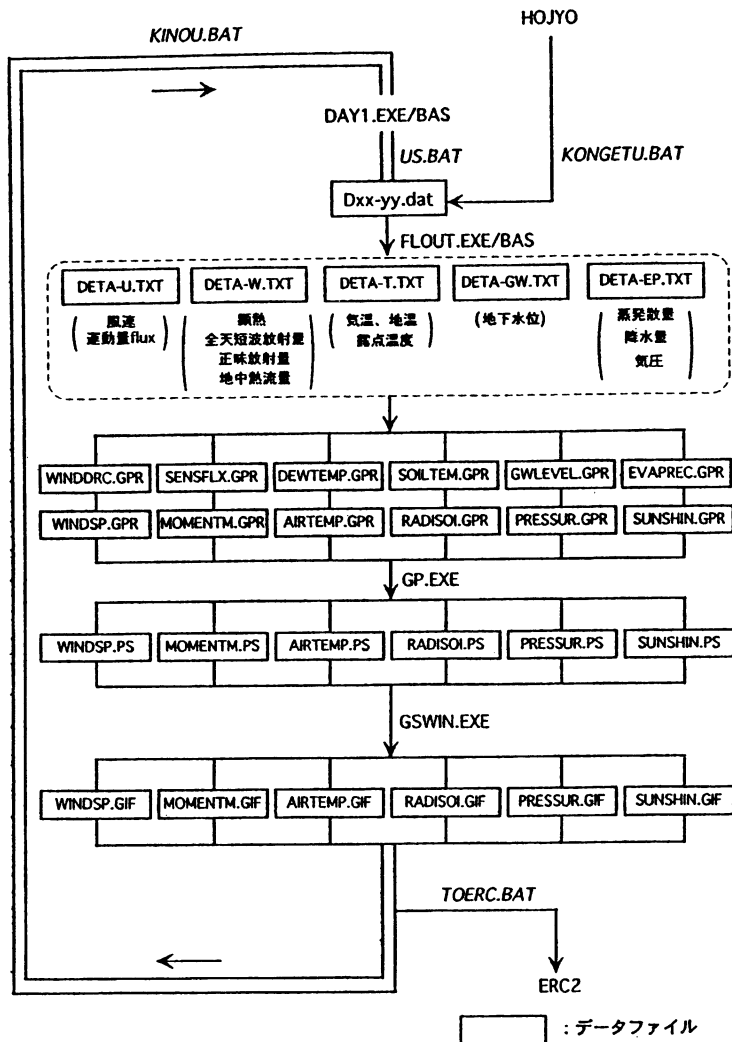 HOJYO
KINOU.BAT
DAY1.EXE/BAS
US.BAT
KONGETU.BAT
Dxx-yy.dat
FLOUT.EXE/BAS
DETA-U.TXT
DETA-W.TXT
DETA-T.TXT
DETA-GW.TXT
DETA-EP.TXT
(風速
運動量flux)
(顕熱
全天短波放射量
正味放射量
地中熱流量)
(気温、地温
露点温度)
(地下水位)
(蒸発散量
降水量
気圧)
WINDDRC.GPR
SENSFLX.GPR
DEWTEMP.GPR
SOILTEM.GPR
GWLEVEL.GPR
EVAPREC.GPR
WINDSP.GPR
MOMENTM.GPR
AIRTEMP.GPR
RADISOI.GPR
PRESSUR.GPR
SUNSHIN.GPR
GP.EXE
WINDSP.PS
MOMENTM.PS
AIRTEMP.PS
RADISOI.PS
PRESSUR.PS
SUNSHIN.PS
GSWIN.EXE
WINDSP.GIF
MOMENTM.GIF
AIRTEMP.GIF
RADISOI.GIF
PRESSUR.GIF
SUNSHIN.GIF
TOERC.BAT
ERC2
：データファイル